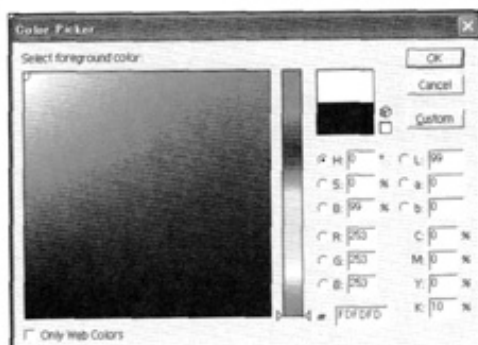 Color Picker
Select foreground color:
OK
Cancel
Custom
H: 0 °
L: 99
S: 0 %
a: 0
B: 99 %
b: 0
R: 253
C: 0 %
G: 253
M: 0 %
B: 253
Y: 0 %
# FDFDFD
K: 10 %
Only Web Colors